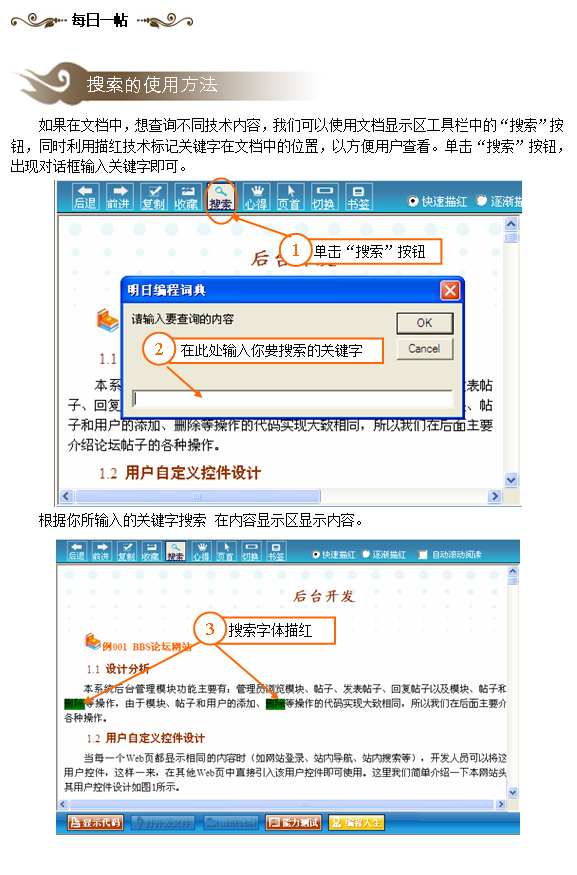 每日一帖
搜索的使用方法
如果在文档中，想查询不同技术内容，我们可以使用文档显示区工具栏中的“搜索”按
钮，同时利用描红技术标记关键字在文档中的位置，以方便用户查看。单击“搜索”按钮，
出现对话框输入关键字即可。
后退 前进 复制 收藏 搜索 心得 页首 切换 书签 快速描红 逐渐描
1 单击“搜索”按钮
后台开发
明日编程词典
请输入要查询的内容
OK
2 在此处输入你要搜索的关键字
Cancel
1.1
本系 发表帖
子、回复 、帖
子和用户的添加、删除等操作的代码实现大致相同，所以我们在后面主要
介绍论坛帖子的各种操作。
1.2 用户自定义控件设计
根据你所输入的关键字搜索 在内容显示区显示内容。
后退 前进 复制 收藏 搜索 心得 页首 切换 书签 快速描红 逐渐描红 自动滚动阅读
后台开发
3 搜索字体描红
例001 BBS论坛网站
1.1 设计分析
本系统后台管理模块功能主要有：管理员浏览模块、帖子、发表帖子、回复帖子以及模块、帖子和
删除等操作，由于模块、帖子和用户的添加、删除等操作的代码实现大致相同，所以我们在后面主要介
各种操作。
1.2 用户自定义控件设计
当每一个Web页都显示相同的内容时（如网站登录、站内导航、站内搜索等），开发人员可以将这
用户控件，这样一来，在其他Web页中直接引入该用户控件即可使用。这里我们简单介绍一下本网站头
其用户控件设计如图1所示。
显示代码 能力测试 编程人生